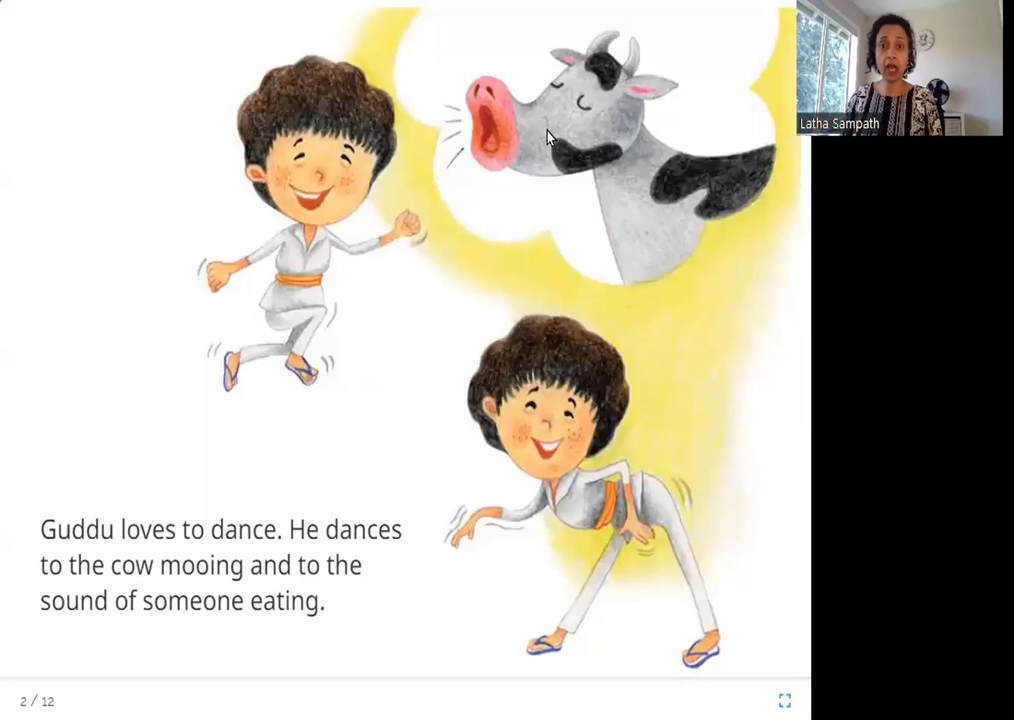 Latha Sampath
Guddu loves to dance. He dances
to the cow mooing and to the
sound of someone eating.
2 / 12